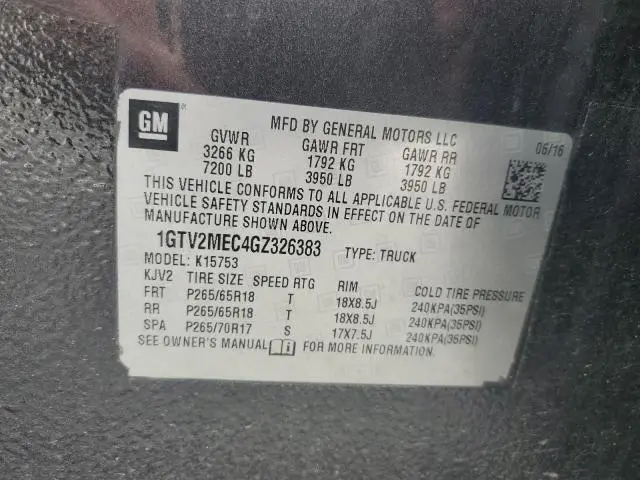 GM
MFD BY GENERAL MOTORS LLC
GVWR GAWR FRT GAWR RR 06/16
3266 KG 1792 KG 1792 KG
7200 LB 3950 LB 3950 LB
THIS VEHICLE CONFORMS TO ALL APPLICABLE U.S. FEDERAL MOTOR
VEHICLE SAFETY STANDARDS IN EFFECT ON THE DATE OF
MANUFACTURE SHOWN ABOVE.
1GTV2MEC4GZ326383 TYPE: TRUCK
MODEL: K15753
KJV2 TIRE SIZE SPEED RTG RIM COLD TIRE PRESSURE
FRT P265/65R18 T 18X8.5J 240KPA(35PSI)
RR P265/65R18 T 18X8.5J 240KPA(35PSI)
SPA P265/70R17 S 17X7.5J 240KPA(35PSI)
SEE OWNER'S MANUAL i FOR MORE INFORMATION.